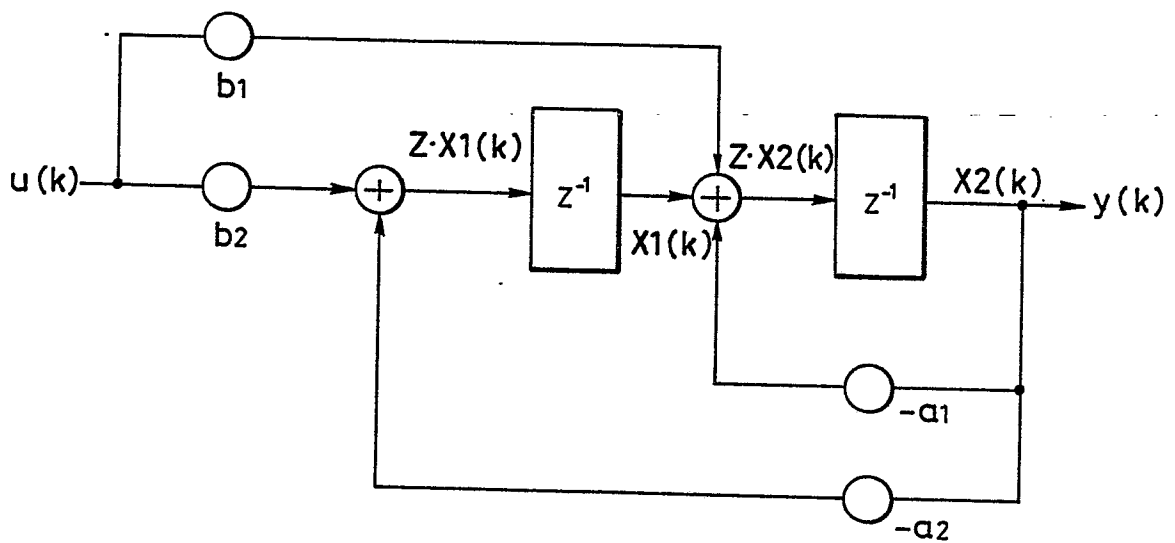 b1
Z·X1(k)
Z·X2(k)
u(k)
+
z⁻¹
+
z⁻¹
X2(k)
y(k)
b2
X1(k)
-a1
-a2